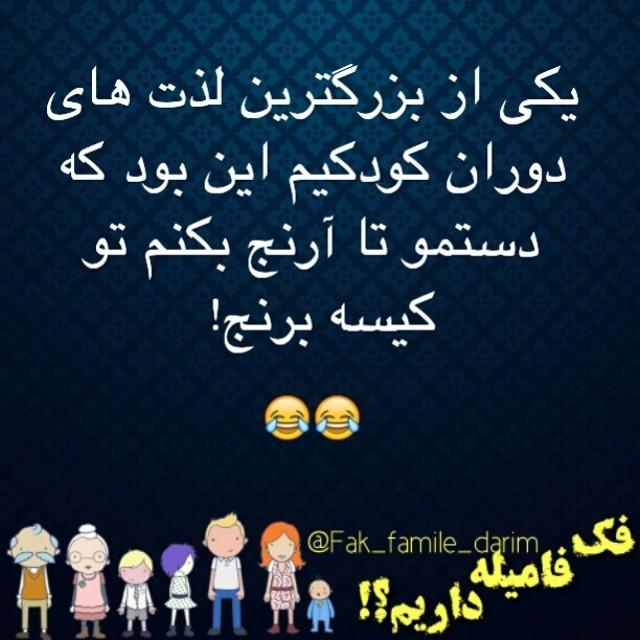 یکی از بزرگترین لذت های
دوران کودکیم این بود که
دستمو تا آرنج بکنم تو
کیسه برنج!
😂😂
@Fak_famile_darim
فک
فامیله
داریم؟!